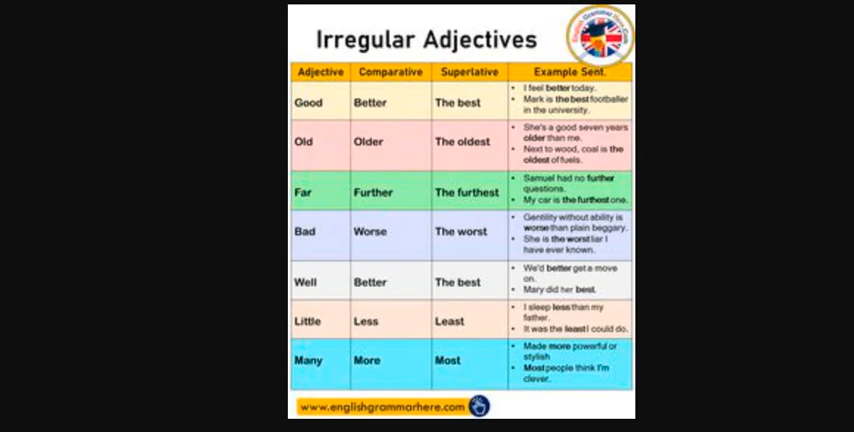 Irregular Adjectives
English Grammar Here.Com
Adjective Comparative Superlative Example Sent.
Good Better The best
• I feel better today.
• Mark is the best footballer
in the university.
Old Older The oldest
• She's a good seven years
older than me.
• Next to wood, coal is the
oldest of fuels.
Far Further The furthest
• Samuel had no further
questions.
• My car is the furthest one.
Bad Worse The worst
• Gentility without ability is
worse than plain beggary.
• She is the worst liar I
have ever known.
Well Better The best
• We'd better get a move
on.
• Mary did her best.
Little Less Least
• I sleep less than my
father.
• It was the least I could do.
Many More Most
• Made more powerful or
stylish
• Most people think I'm
clever.
www.englishgrammarhere.com